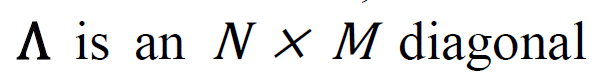 Λ is an N × M diagonal